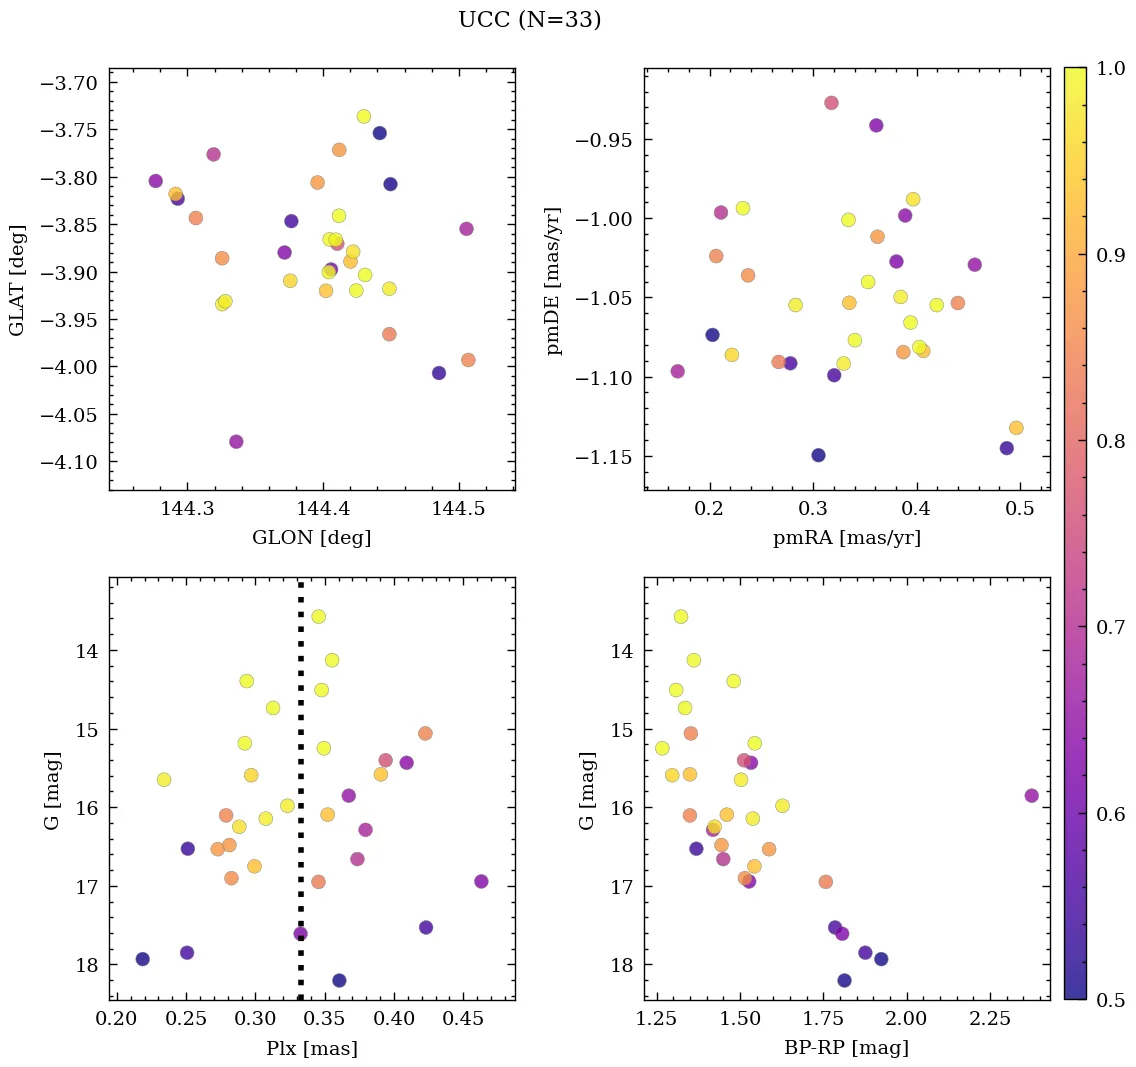 UCC (N=33)
−3.70
−3.75
−3.80
−3.85
−3.90
−3.95
−4.00
−4.05
−4.10
GLAT [deg]
144.3 144.4 144.5
GLON [deg]
−0.95
−1.00
−1.05
−1.10
−1.15
pmDE [mas/yr]
0.2 0.3 0.4 0.5
pmRA [mas/yr]
14
15
16
17
18
G [mag]
0.20 0.25 0.30 0.35 0.40 0.45
Plx [mas]
14
15
16
17
18
G [mag]
1.25 1.50 1.75 2.00 2.25
BP-RP [mag]
1.0
0.9
0.8
0.7
0.6
0.5